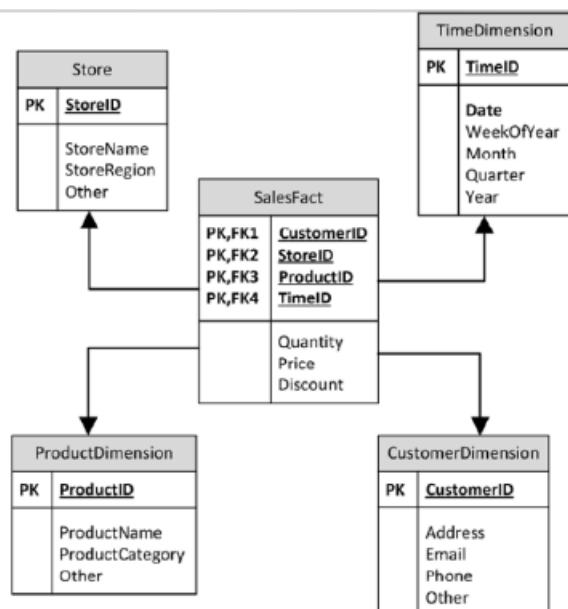 Store
PK StoreID
StoreName
StoreRegion
Other
TimeDimension
PK TimeID
Date
WeekOfYear
Month
Quarter
Year
SalesFact
PK,FK1 CustomerID
PK,FK2 StoreID
PK,FK3 ProductID
PK,FK4 TimeID
Quantity
Price
Discount
ProductDimension
PK ProductID
ProductName
ProductCategory
Other
CustomerDimension
PK CustomerID
Address
Email
Phone
Other